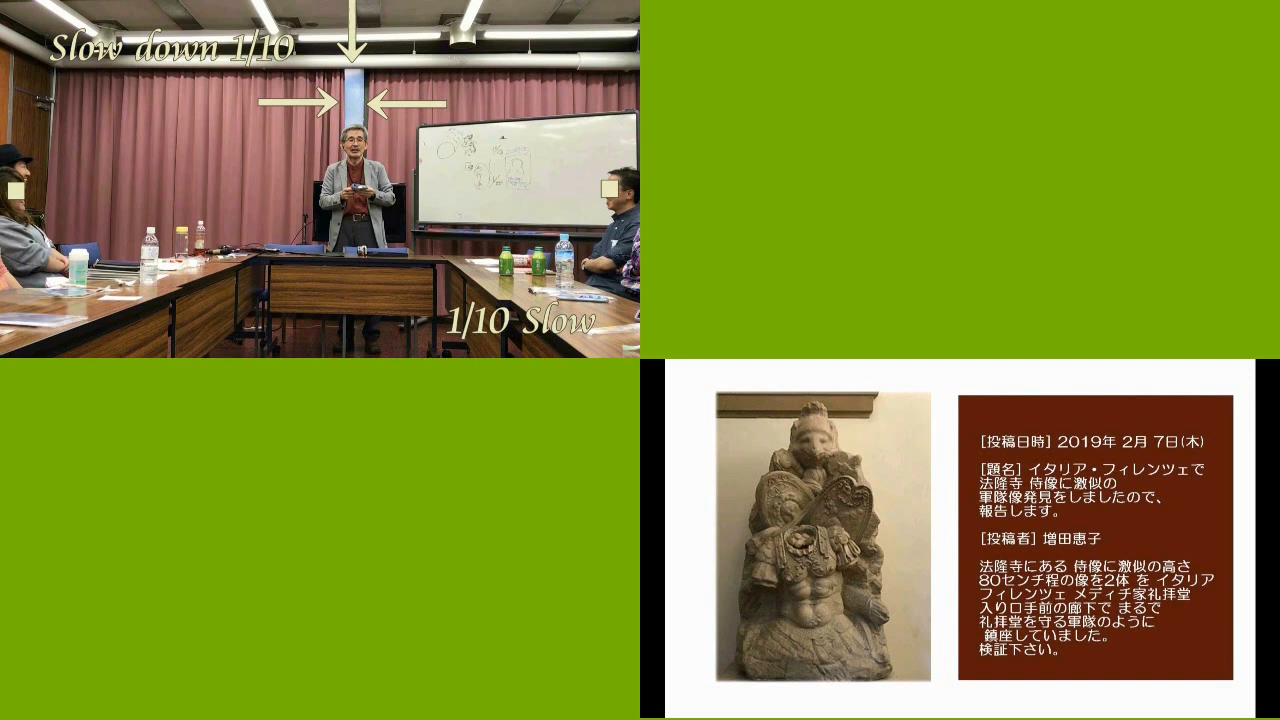 Slow down 1/10
1/10 Slow
[投稿日時] 2019年 2月 7日(木)
[題名] イタリア・フィレンツェで
法隆寺 侍像に激似の
軍隊像発見をしましたので、
報告します。
[投稿者] 増田恵子
法隆寺にある 侍像に激似の高さ
80センチ程の像を2体 を イタリア
フィレンツェ メディチ家礼拝堂
入り口手前の廊下で まるで
礼拝堂を守る軍隊のように
鎮座していました。
検証下さい。